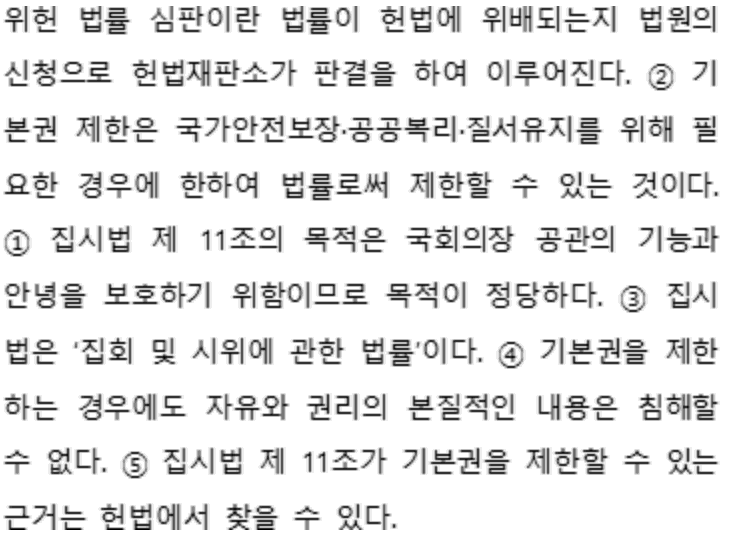 위헌 법률 심판이란 법률이 헌법에 위배되는지 법원의
신청으로 헌법재판소가 판결을 하여 이루어진다. ② 기
본권 제한은 국가안전보장·공공복리·질서유지를 위해 필
요한 경우에 한하여 법률로써 제한할 수 있는 것이다.
① 집시법 제 11조의 목적은 국회의장 공관의 기능과
안녕을 보호하기 위함이므로 목적이 정당하다. ③ 집시
법은 ‘집회 및 시위에 관한 법률’이다. ④ 기본권을 제한
하는 경우에도 자유와 권리의 본질적인 내용은 침해할
수 없다. ⑤ 집시법 제 11조가 기본권을 제한할 수 있는
근거는 헌법에서 찾을 수 있다.